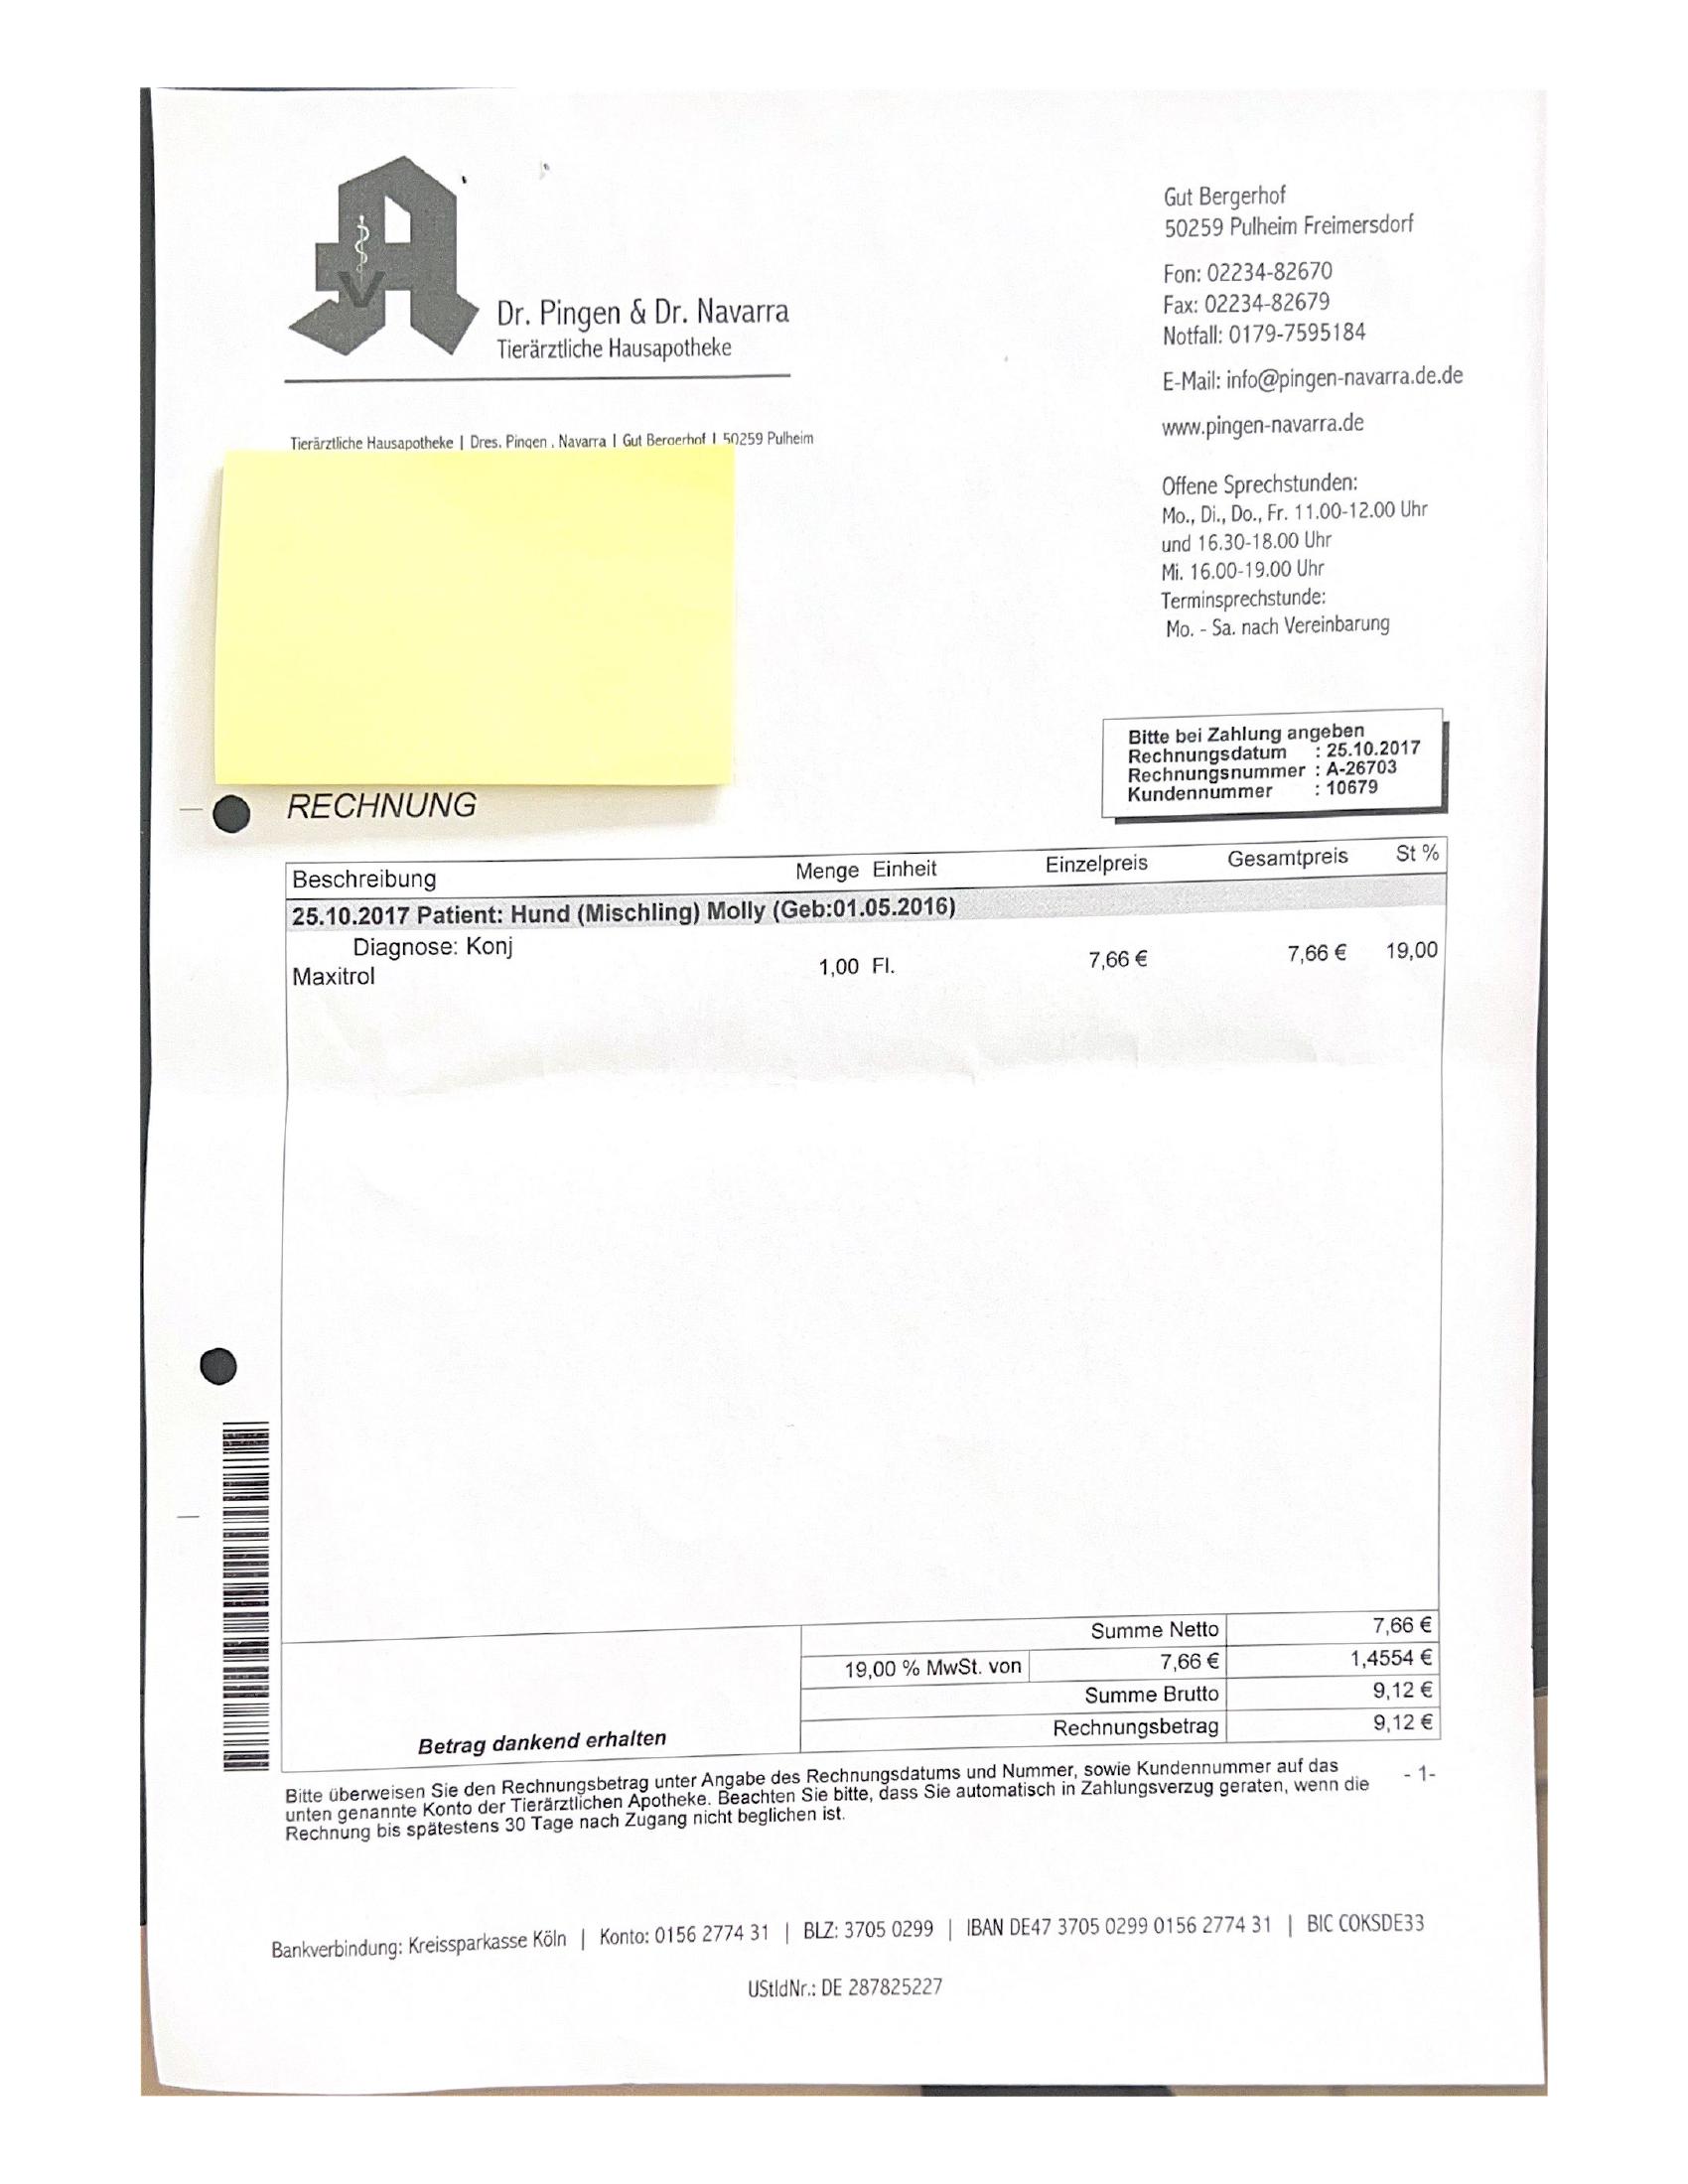 Dr. Pingen & Dr. Navarra
Tierärztliche Hausapotheke
Gut Bergerhof
50259 Pulheim Freimersdorf
Fon: 02234-82670
Fax: 02234-82679
Notfall: 0179-7595184
E-Mail: info@pingen-navarra.de.de
www.pingen-navarra.de
Offene Sprechstunden:
Mo., Di., Do., Fr. 11.00-12.00 Uhr
und 16.30-18.00 Uhr
Mi. 16.00-19.00 Uhr
Terminsprechstunde:
Mo. - Sa. nach Vereinbarung
Tierärztliche Hausapotheke | Dres. Pingen . Navarra | Gut Bergerhof | 50259 Pulheim
Bitte bei Zahlung angeben
Rechnungsdatum : 25.10.2017
Rechnungsnummer : A-26703
Kundennummer : 10679
RECHNUNG
Beschreibung Menge Einheit Einzelpreis Gesamtpreis St %
25.10.2017 Patient: Hund (Mischling) Molly (Geb:01.05.2016)
Diagnose: Konj
Maxitrol 1,00 Fl. 7,66 € 7,66 € 19,00
Summe Netto 7,66 €
19,00 % MwSt. von 7,66 € 1,4554 €
Summe Brutto 9,12 €
Rechnungsbetrag 9,12 €
Betrag dankend erhalten
Bitte überweisen Sie den Rechnungsbetrag unter Angabe des Rechnungsdatums und Nummer, sowie Kundennummer auf das
unten genannte Konto der Tierärztlichen Apotheke. Beachten Sie bitte, dass Sie automatisch in Zahlungsverzug geraten, wenn die
Rechnung bis spätestens 30 Tage nach Zugang nicht beglichen ist.
- 1-
Bankverbindung: Kreissparkasse Köln | Konto: 0156 2774 31 | BLZ: 3705 0299 | IBAN DE47 3705 0299 0156 2774 31 | BIC COKSDE33
UStIdNr.: DE 287825227